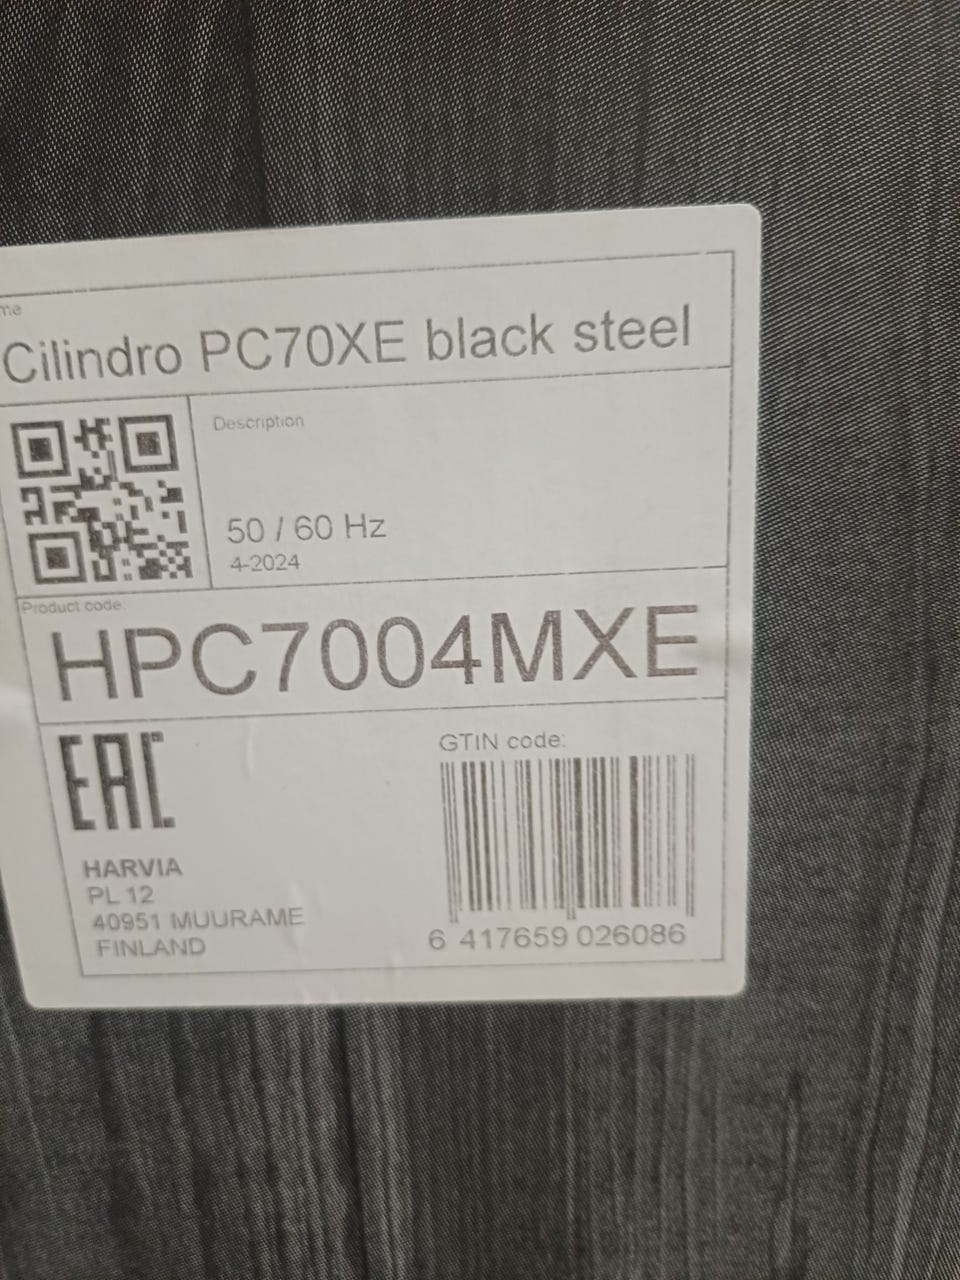 Cilindro PC70XE black steel
Description
50 / 60 Hz
4-2024
Product code:
HPC7004MXE
EAC
GTIN code:
HARVIA
PL 12
40951 MUURAME
FINLAND
6 417659 026086